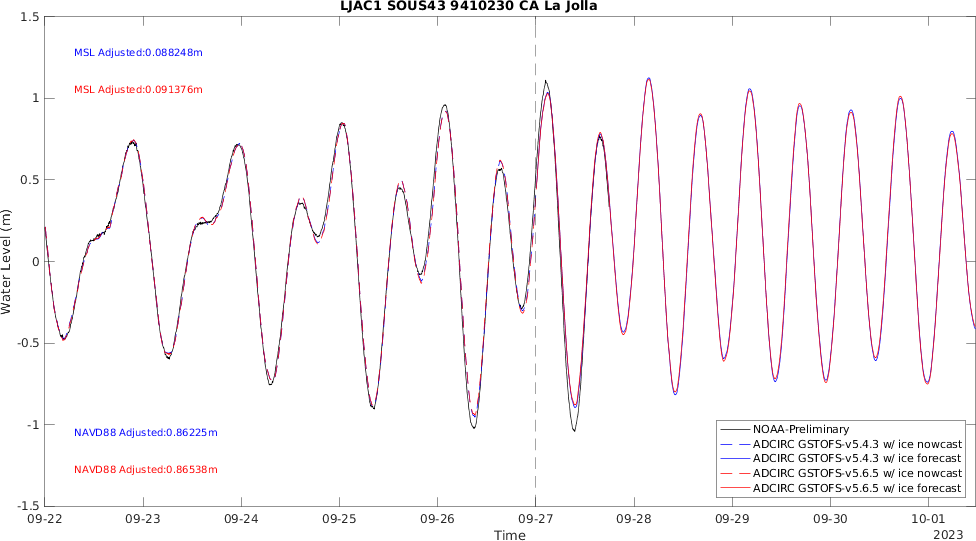 LJAC1 SOUS43 9410230 CA La Jolla
1.5
1
0.5
0
-0.5
-1
-1.5
Water Level (m)
MSL Adjusted:0.088248m
MSL Adjusted:0.091376m
NAVD88 Adjusted:0.86225m
NAVD88 Adjusted:0.86538m
NOAA-Preliminary
ADCIRC GSTOFS-v5.4.3 w/ ice nowcast
ADCIRC GSTOFS-v5.4.3 w/ ice forecast
ADCIRC GSTOFS-v5.6.5 w/ ice nowcast
ADCIRC GSTOFS-v5.6.5 w/ ice forecast
09-22 09-23 09-24 09-25 09-26 09-27 09-28 09-29 09-30 10-01
Time
2023